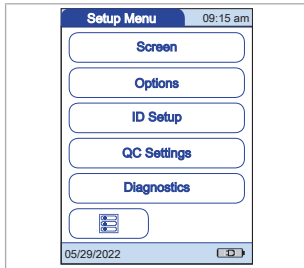 Setup Menu 09:15 am
Screen
Options
ID Setup
QC Settings
Diagnostics
05/29/2022